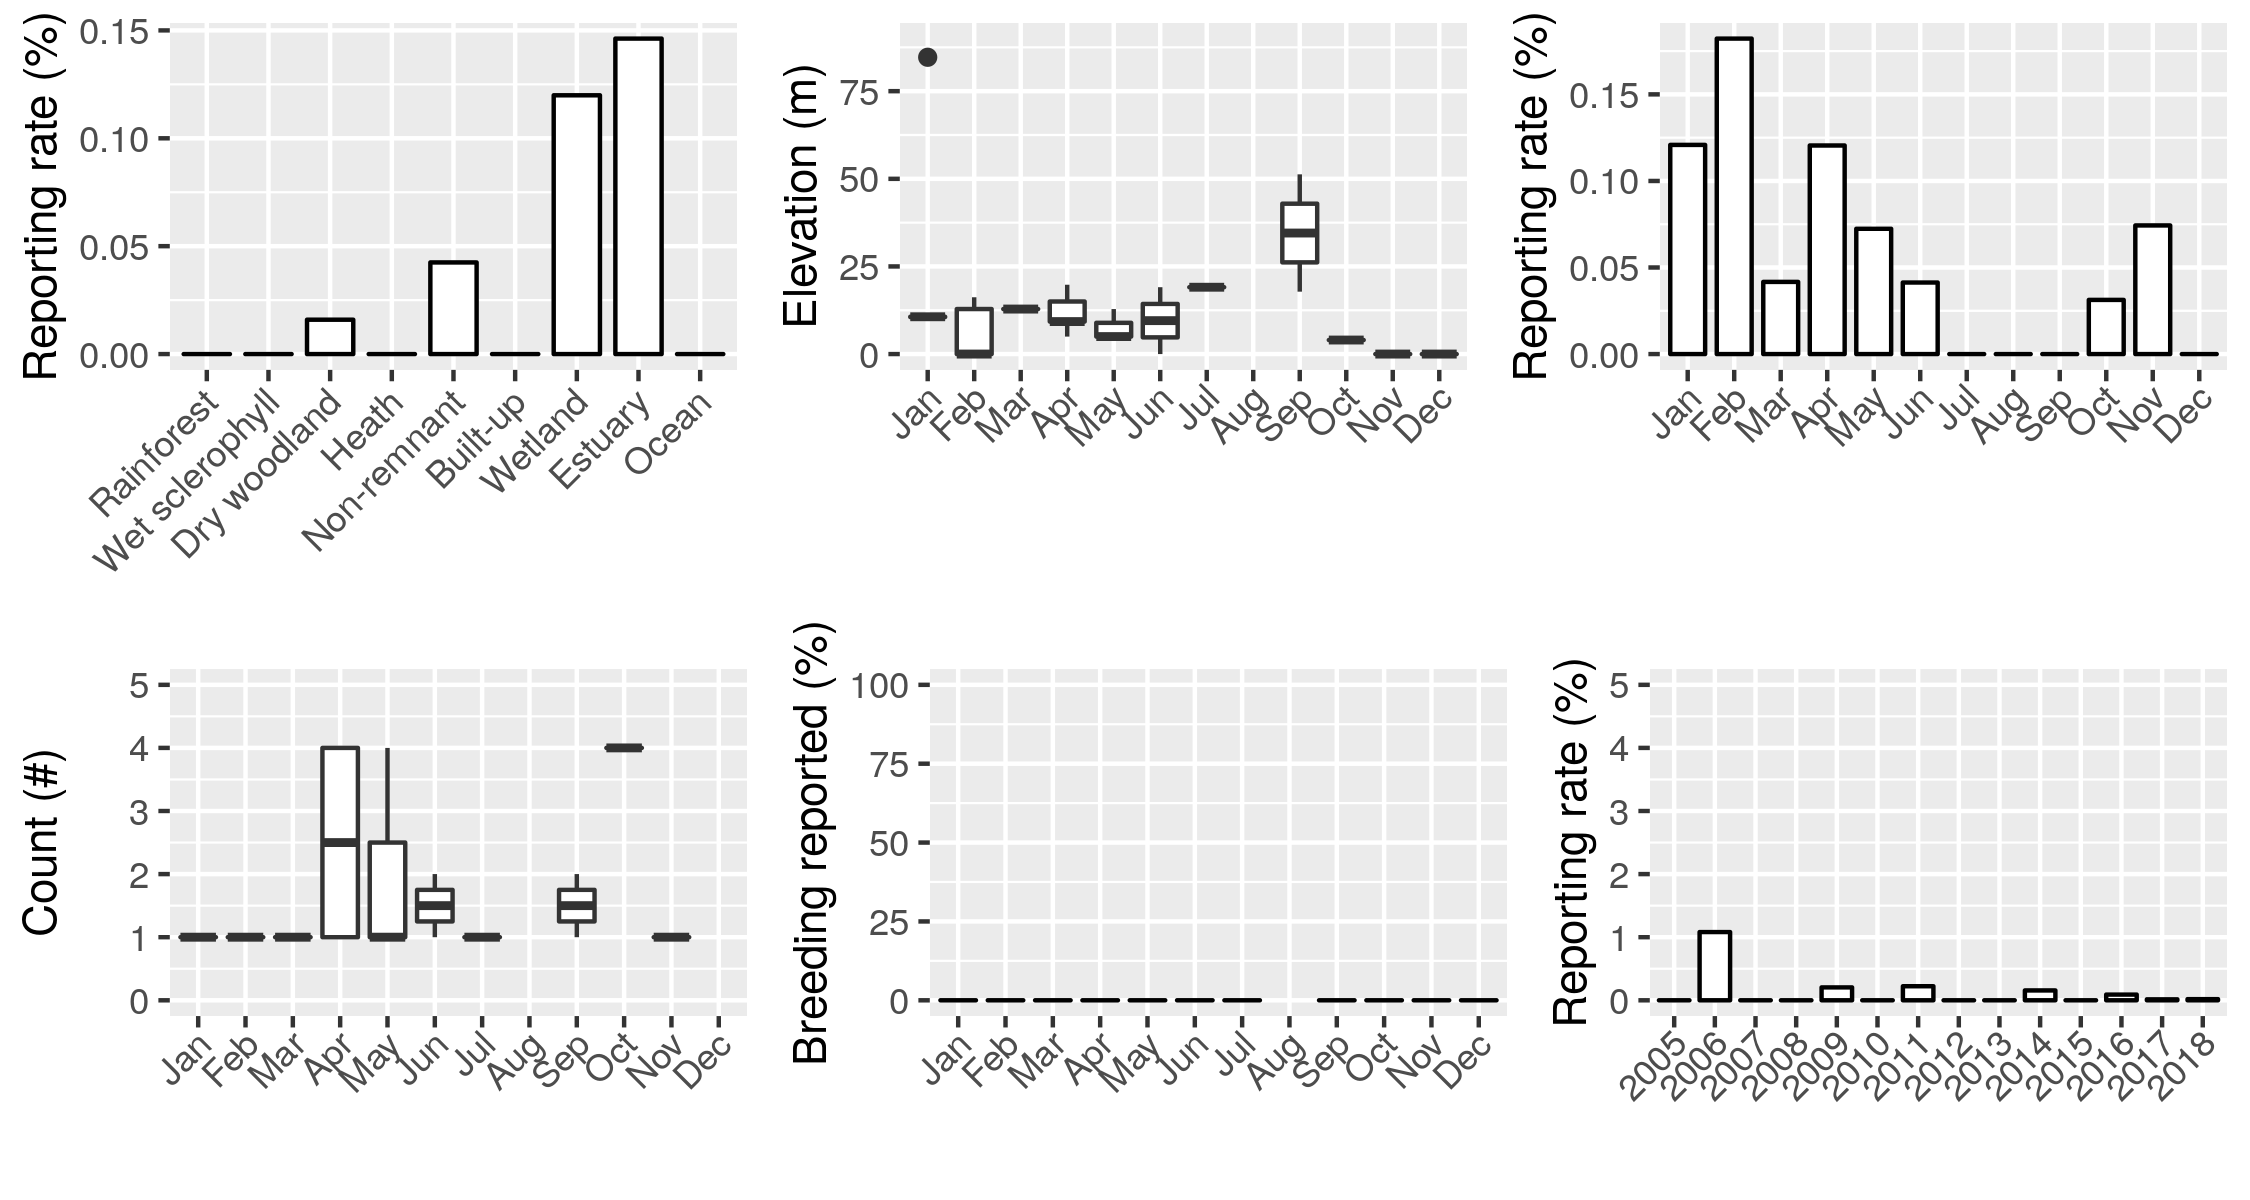 Reporting rate (%)
0.15
0.10
0.05
0.00
Rainforest
Wet sclerophyll
Dry woodland
Heath
Non-remnant
Built-up
Wetland
Estuary
Ocean
Elevation (m)
75
50
25
0
Jan
Feb
Mar
Apr
May
Jun
Jul
Aug
Sep
Oct
Nov
Dec
Reporting rate (%)
0.15
0.10
0.05
0.00
Jan
Feb
Mar
Apr
May
Jun
Jul
Aug
Sep
Oct
Nov
Dec
Count (#)
5
4
3
2
1
0
Jan
Feb
Mar
Apr
May
Jun
Jul
Aug
Sep
Oct
Nov
Dec
Breeding reported (%)
100
75
50
25
0
Jan
Feb
Mar
Apr
May
Jun
Jul
Aug
Sep
Oct
Nov
Dec
Reporting rate (%)
5
4
3
2
1
0
2005
2006
2007
2008
2009
2010
2011
2012
2013
2014
2015
2016
2017
2018